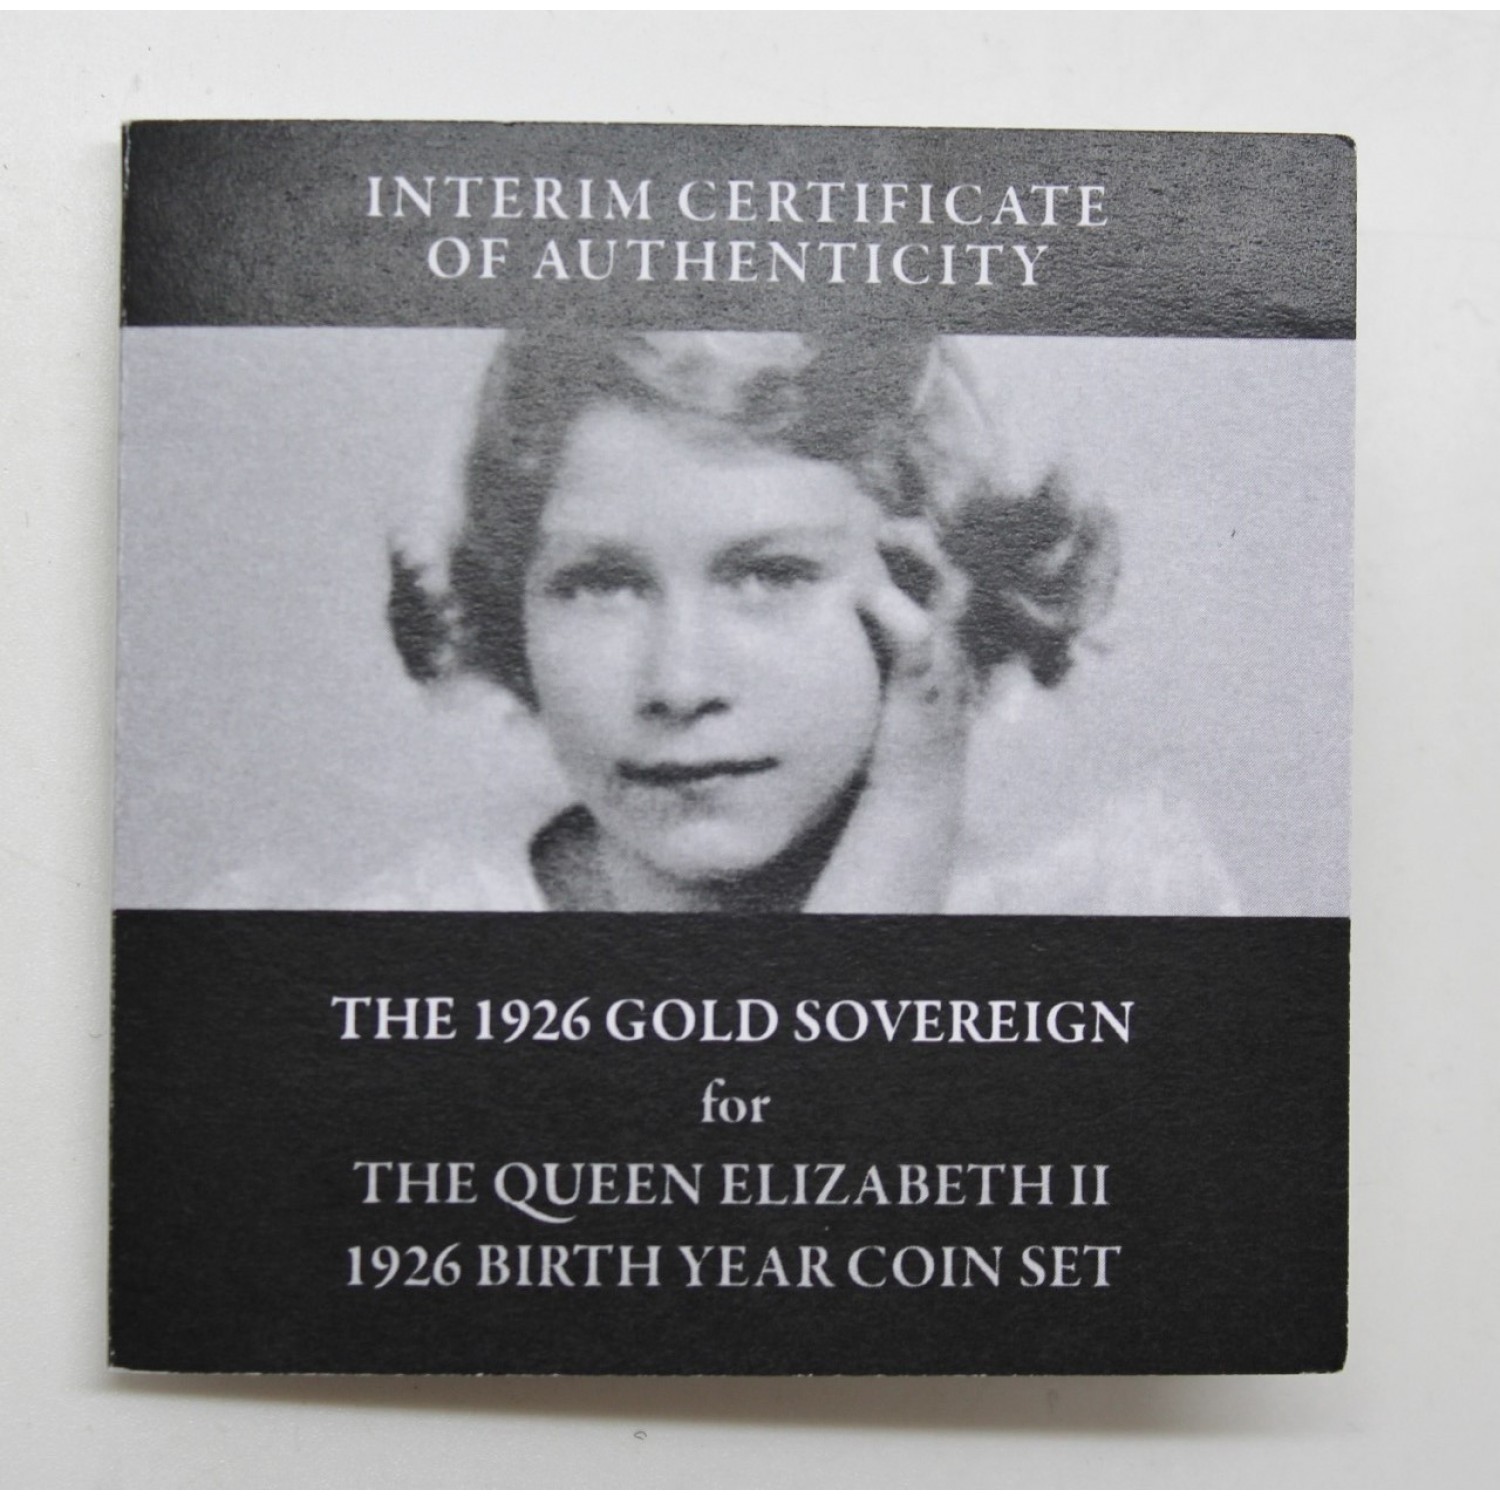 INTERIM CERTIFICATE
OF AUTHENTICITY
THE 1926 GOLD SOVEREIGN
for
THE QUEEN ELIZABETH II
1926 BIRTH YEAR COIN SET